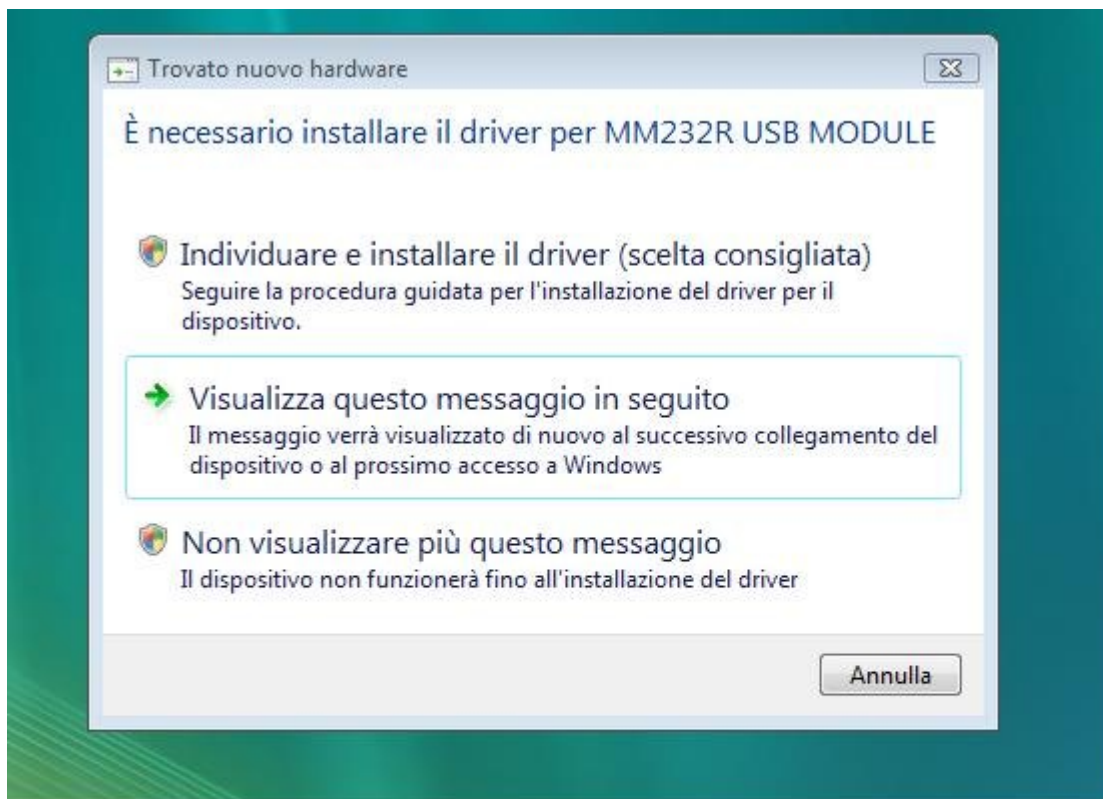 Trovato nuovo hardware
È necessario installare il driver per MM232R USB MODULE
Individuare e installare il driver (scelta consigliata)
Seguire la procedura guidata per l'installazione del driver per il
dispositivo.
Visualizza questo messaggio in seguito
Il messaggio verrà visualizzato di nuovo al successivo collegamento del
dispositivo o al prossimo accesso a Windows
Non visualizzare più questo messaggio
Il dispositivo non funzionerà fino all'installazione del driver
Annulla